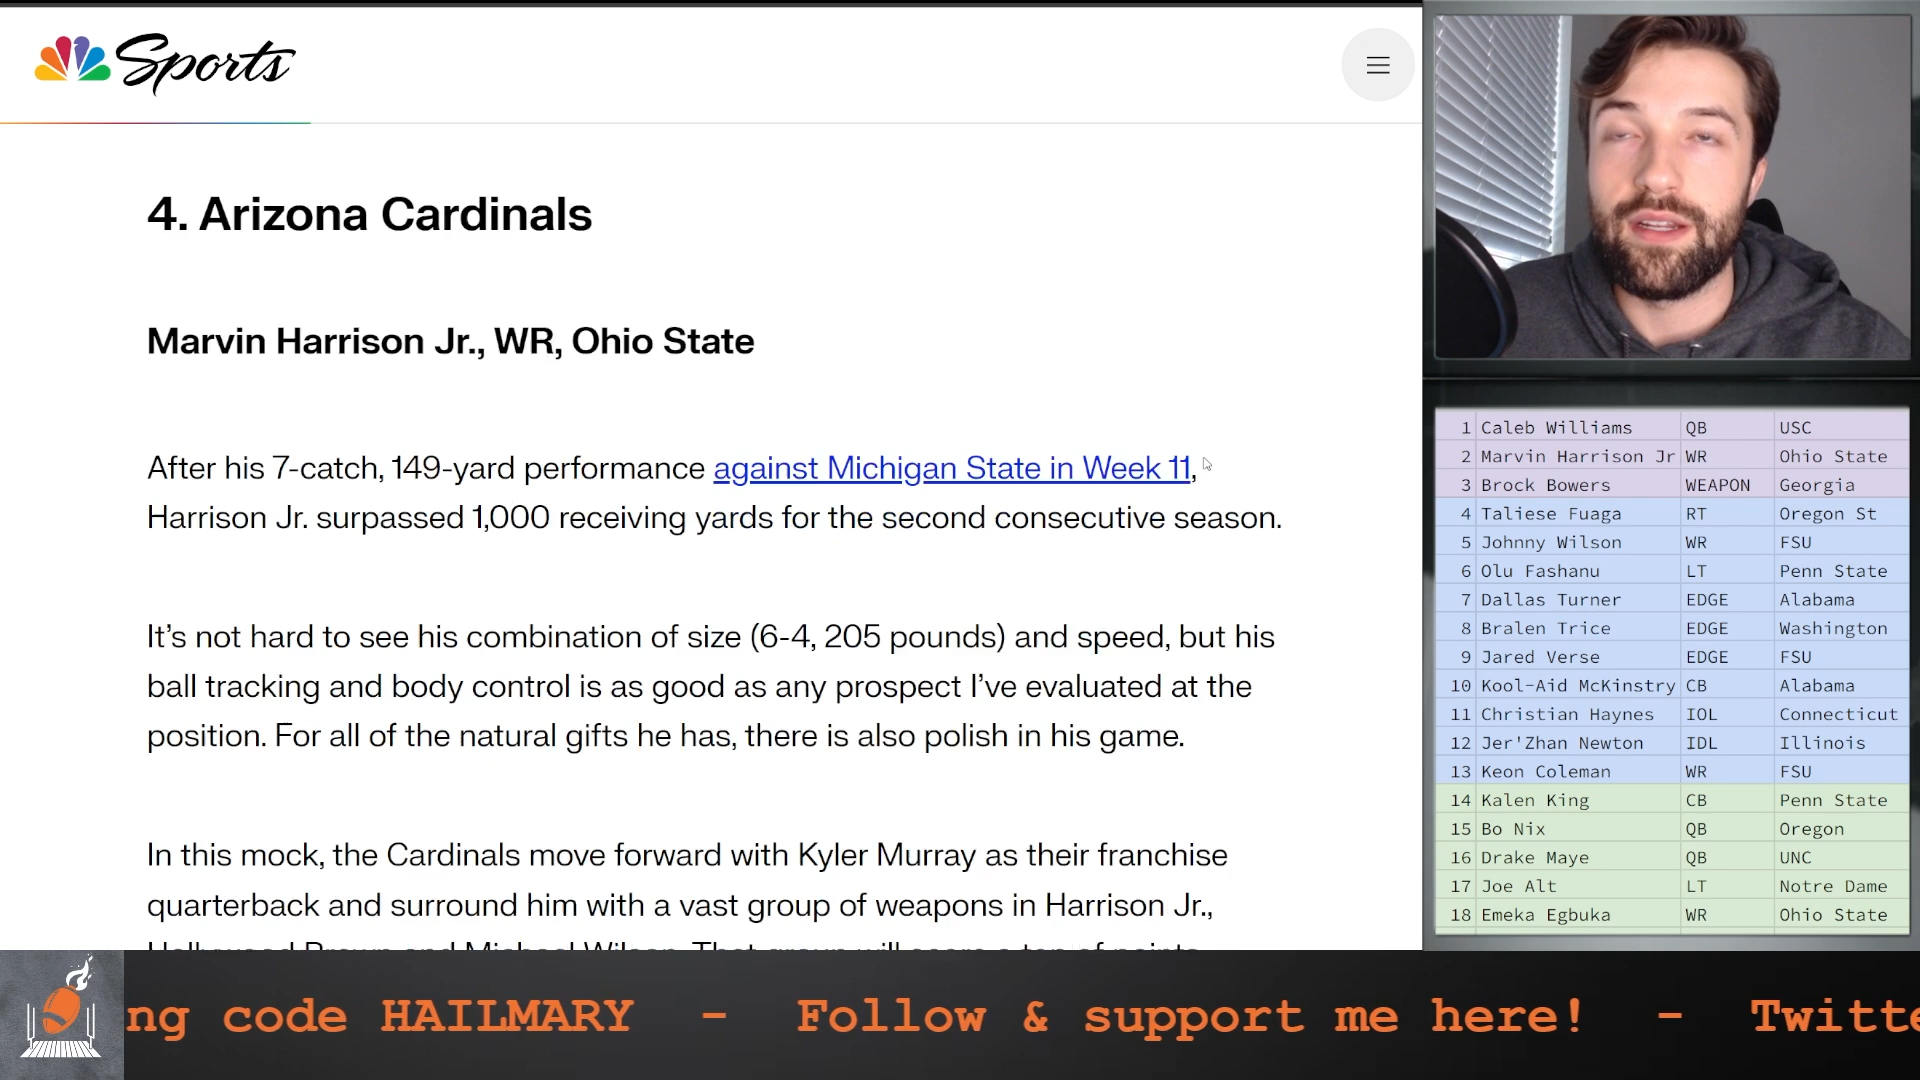 Sports
4. Arizona Cardinals
Marvin Harrison Jr., WR, Ohio State
After his 7-catch, 149-yard performance against Michigan State in Week 11,
Harrison Jr. surpassed 1,000 receiving yards for the second consecutive season.
It’s not hard to see his combination of size (6-4, 205 pounds) and speed, but his
ball tracking and body control is as good as any prospect I’ve evaluated at the
position. For all of the natural gifts he has, there is also polish in his game.
In this mock, the Cardinals move forward with Kyler Murray as their franchise
quarterback and surround him with a vast group of weapons in Harrison Jr.,
1 Caleb Williams QB USC
2 Marvin Harrison Jr WR Ohio State
3 Brock Bowers WEAPON Georgia
4 Taliese Fuaga RT Oregon St
5 Johnny Wilson WR FSU
6 Olu Fashanu LT Penn State
7 Dallas Turner EDGE Alabama
8 Bralen Trice EDGE Washington
9 Jared Verse EDGE FSU
10 Kool-Aid McKinstry CB Alabama
11 Christian Haynes IOL Connecticut
12 Jer'Zhan Newton IDL Illinois
13 Keon Coleman WR FSU
14 Kalen King CB Penn State
15 Bo Nix QB Oregon
16 Drake Maye QB UNC
17 Joe Alt LT Notre Dame
18 Emeka Egbuka WR Ohio State
ng code HAILMARY - Follow & support me here! - Twitte